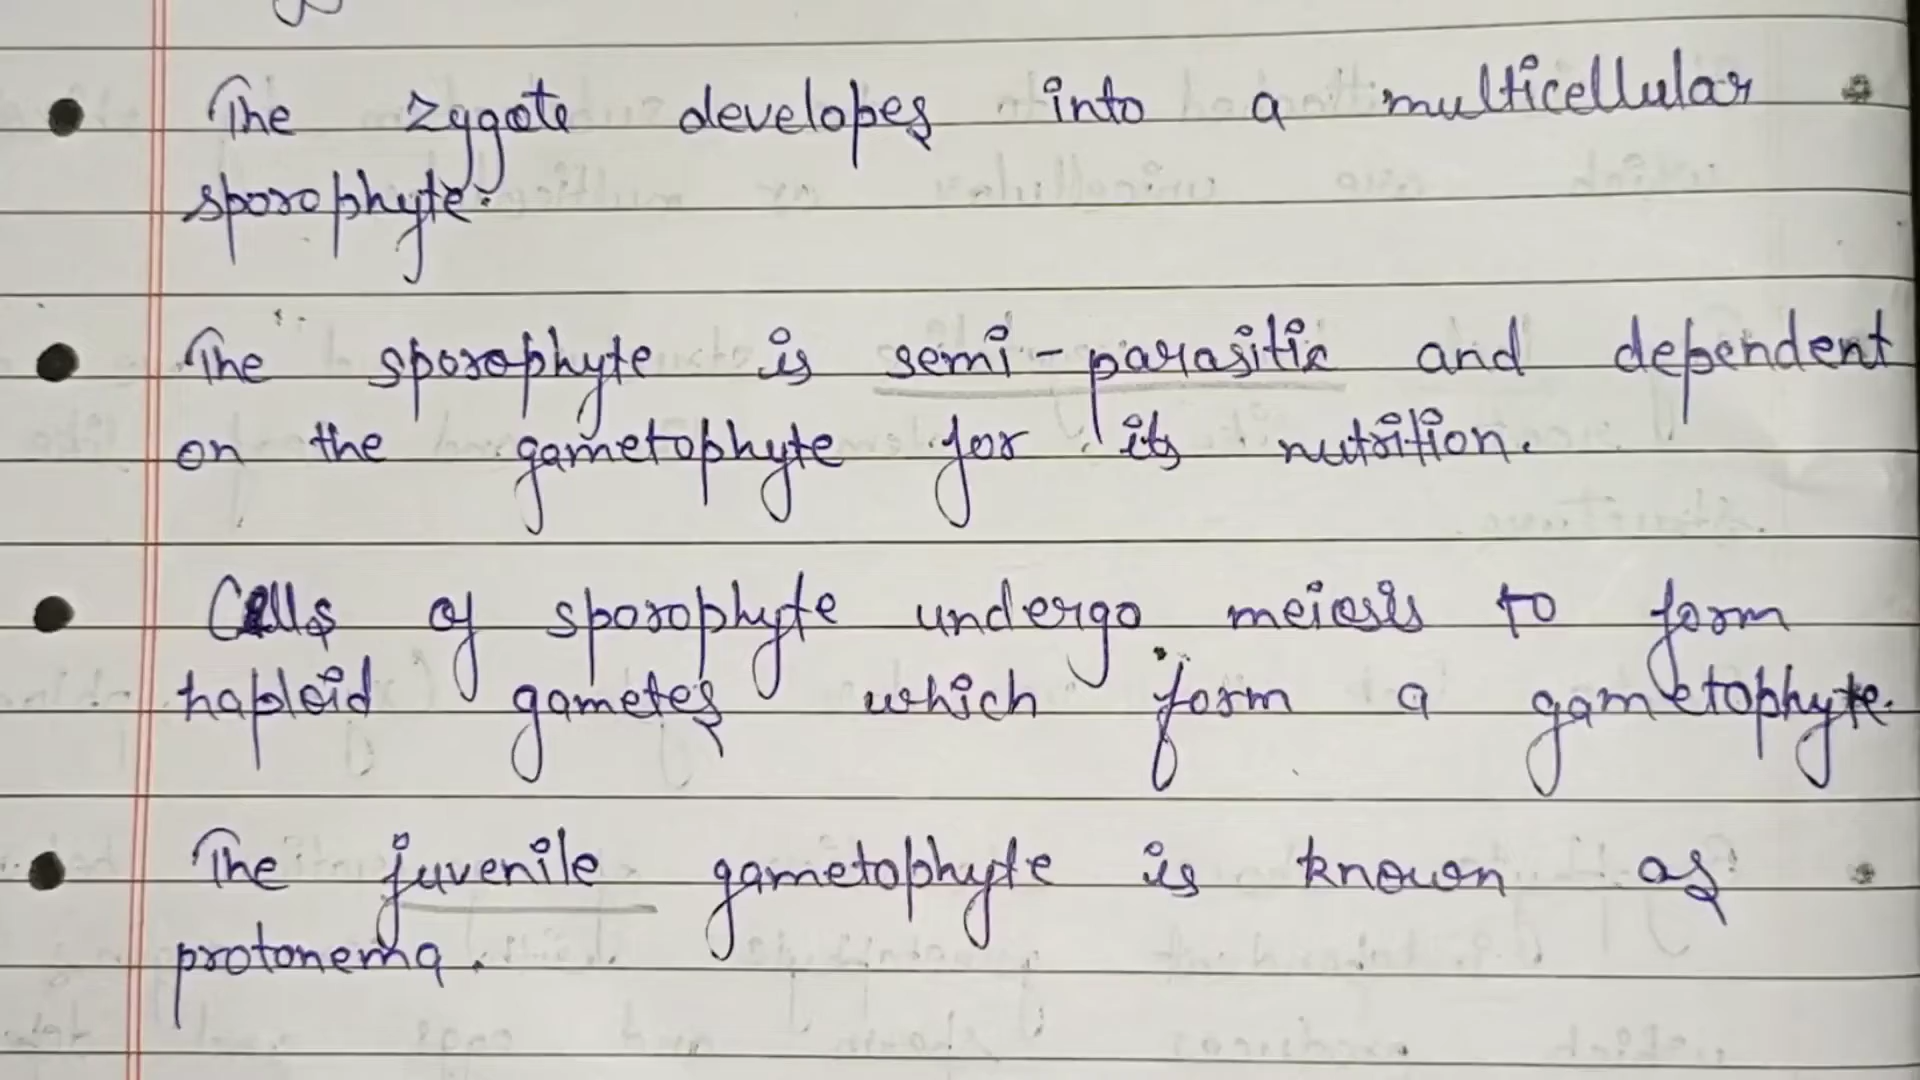 The zygote developes into a multicellular
sporophyte.
The sporophyte is semi-parasitic and dependent
on the gametophyte for its nutrition.
Cells of sporophyte undergo meiosis to form
haploid gametes which form a gametophyte.
The juvenile gametophyte is known as
protonema.